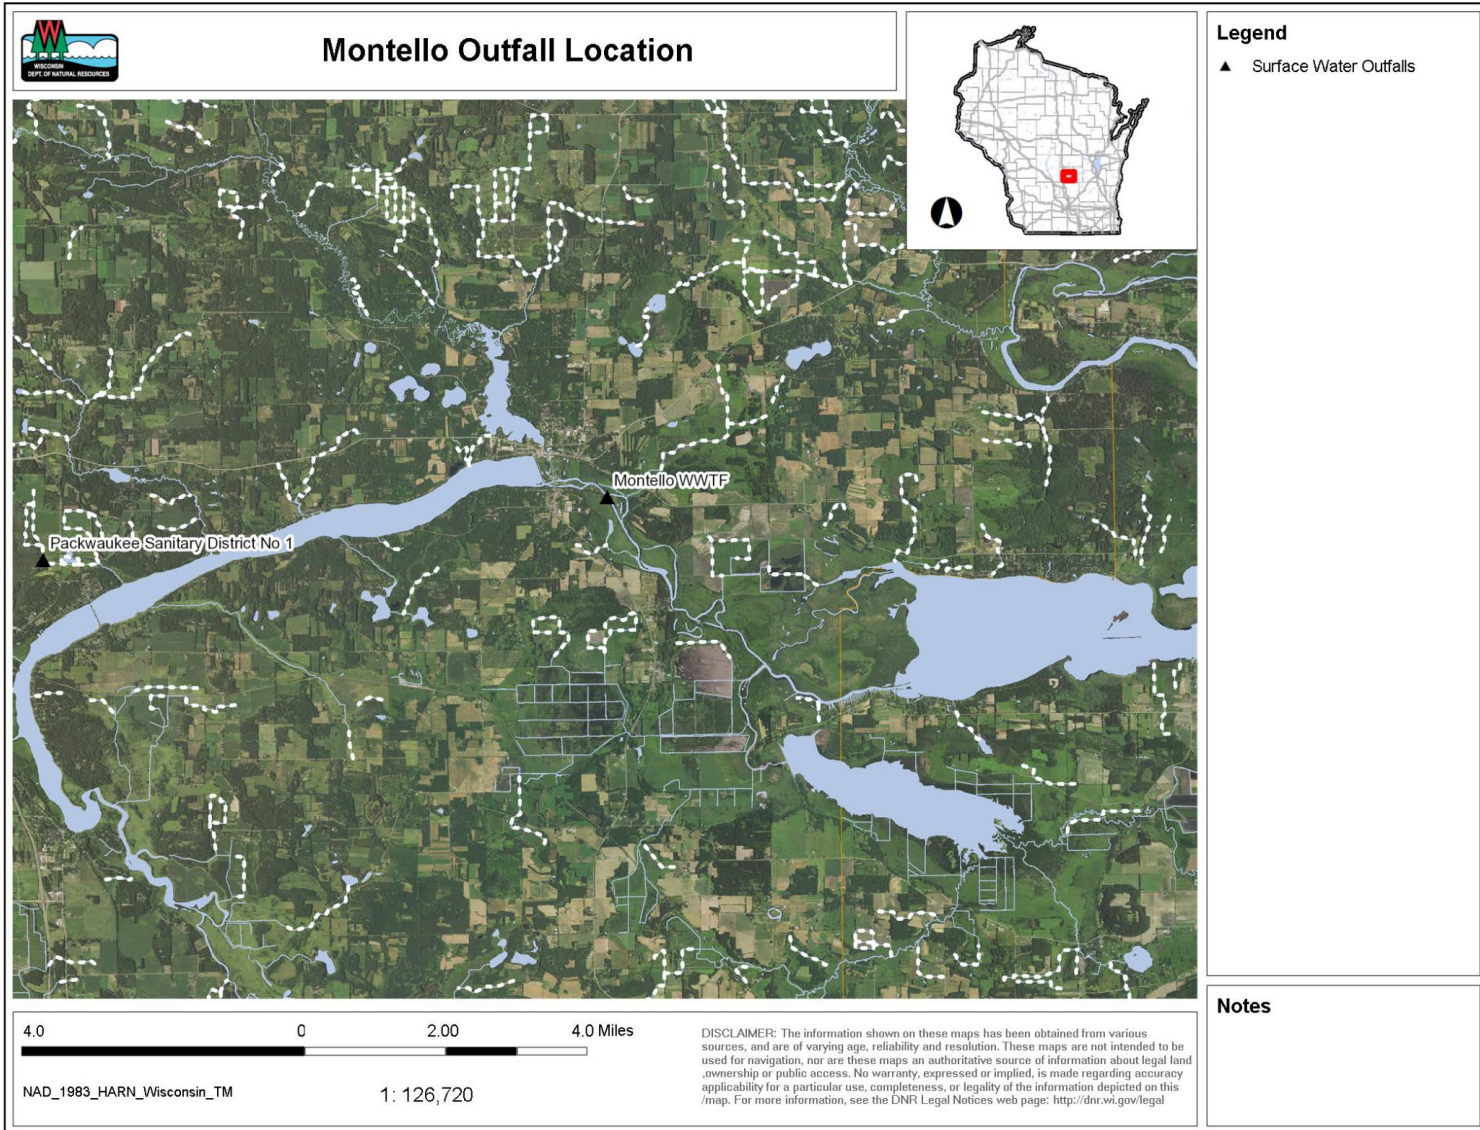 WISCONSIN
DEPT. OF NATURAL RESOURCES
Montello Outfall Location
Legend
Surface Water Outfalls
Montello WWTF
Packwaukee Sanitary District No 1
4.0 0 2.00 4.0 Miles
NAD_1983_HARN_Wisconsin_TM
1: 126,720
DISCLAIMER: The information shown on these maps has been obtained from various
sources, and are of varying age, reliability and resolution. These maps are not intended to be
used for navigation, nor are these maps an authoritative source of information about legal land
,ownership or public access. No warranty, expressed or implied, is made regarding accuracy
applicability for a particular use, completeness, or legality of the information depicted on this
/map. For more information, see the DNR Legal Notices web page: http://dnr.wi.gov/legal
Notes